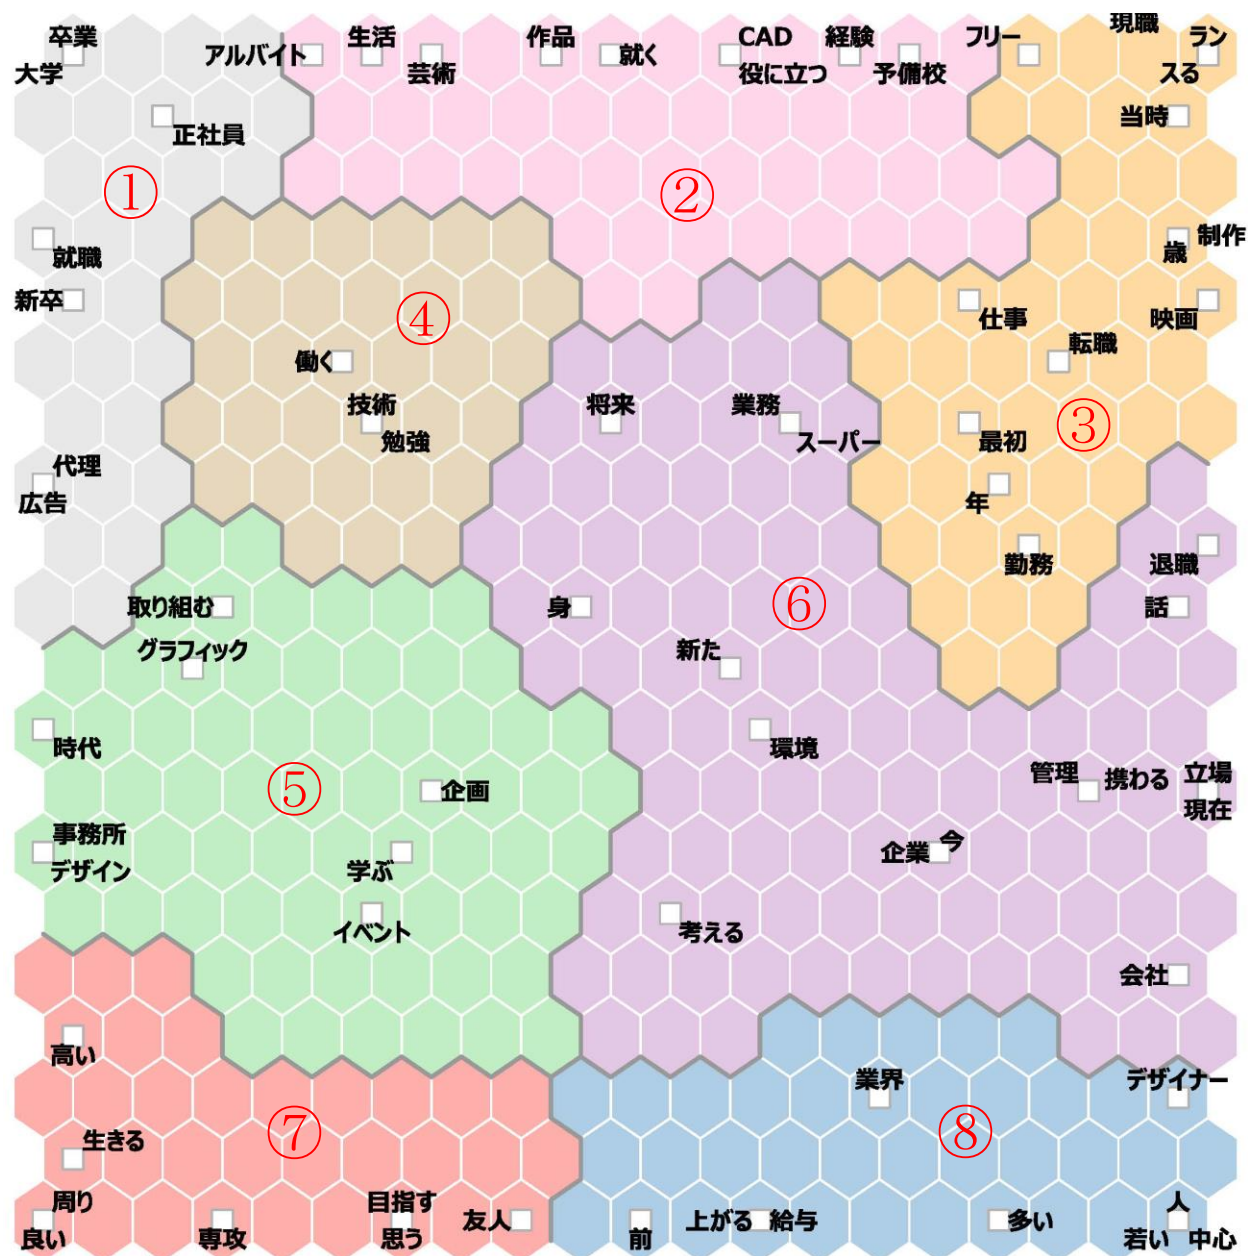 卒業
大学
アルバイト
生活
芸術
作品
就く
CAD
役に立つ
経験
予備校
フリー
現職
ラン
スる
正社員
当時
①
②
就職
制作
歳
新卒
④
仕事
映画
働く
転職
技術
勉強
将来
業務
スーパー
最初
③
代理
広告
年
勤務
退職
取り組む
身
⑥
話
グラフィック
新た
時代
環境
⑤
企画
管理
携わる
立場
現在
事務所
デザイン
学ぶ
企業
今
イベント
考える
会社
高い
業界
デザイナー
⑦
⑧
生きる
周り
良い
専攻
目指す
思う
友人
前
上がる
給与
多い
人
若い
中心